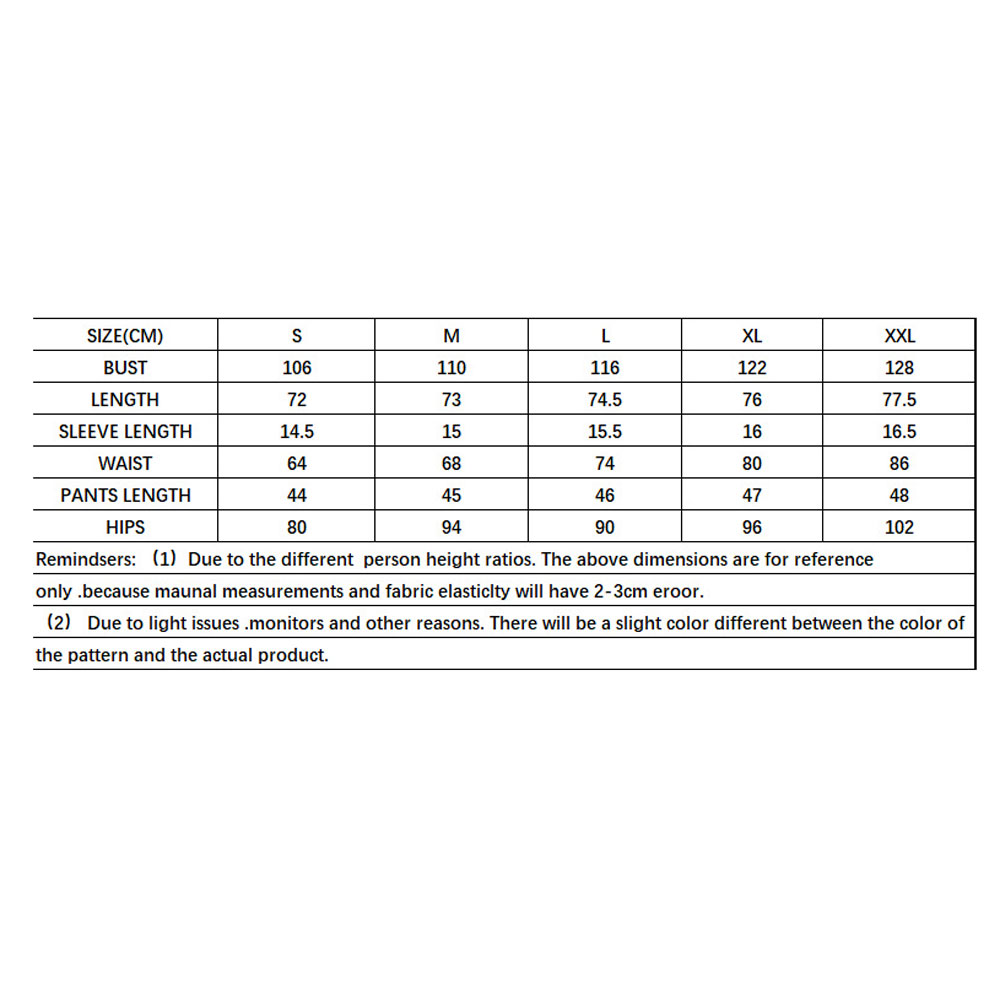 SIZE(CM) S M L XL XXL
BUST 106 110 116 122 128
LENGTH 72 73 74.5 76 77.5
SLEEVE LENGTH 14.5 15 15.5 16 16.5
WAIST 64 68 74 80 86
PANTS LENGTH 44 45 46 47 48
HIPS 80 94 90 96 102
Remindsers: （1） Due to the different person height ratios. The above dimensions are for reference
only .because maunal measurements and fabric elasticlty will have 2-3cm eroor.
（2） Due to light issues .monitors and other reasons. There will be a slight color different between the color of
the pattern and the actual product.